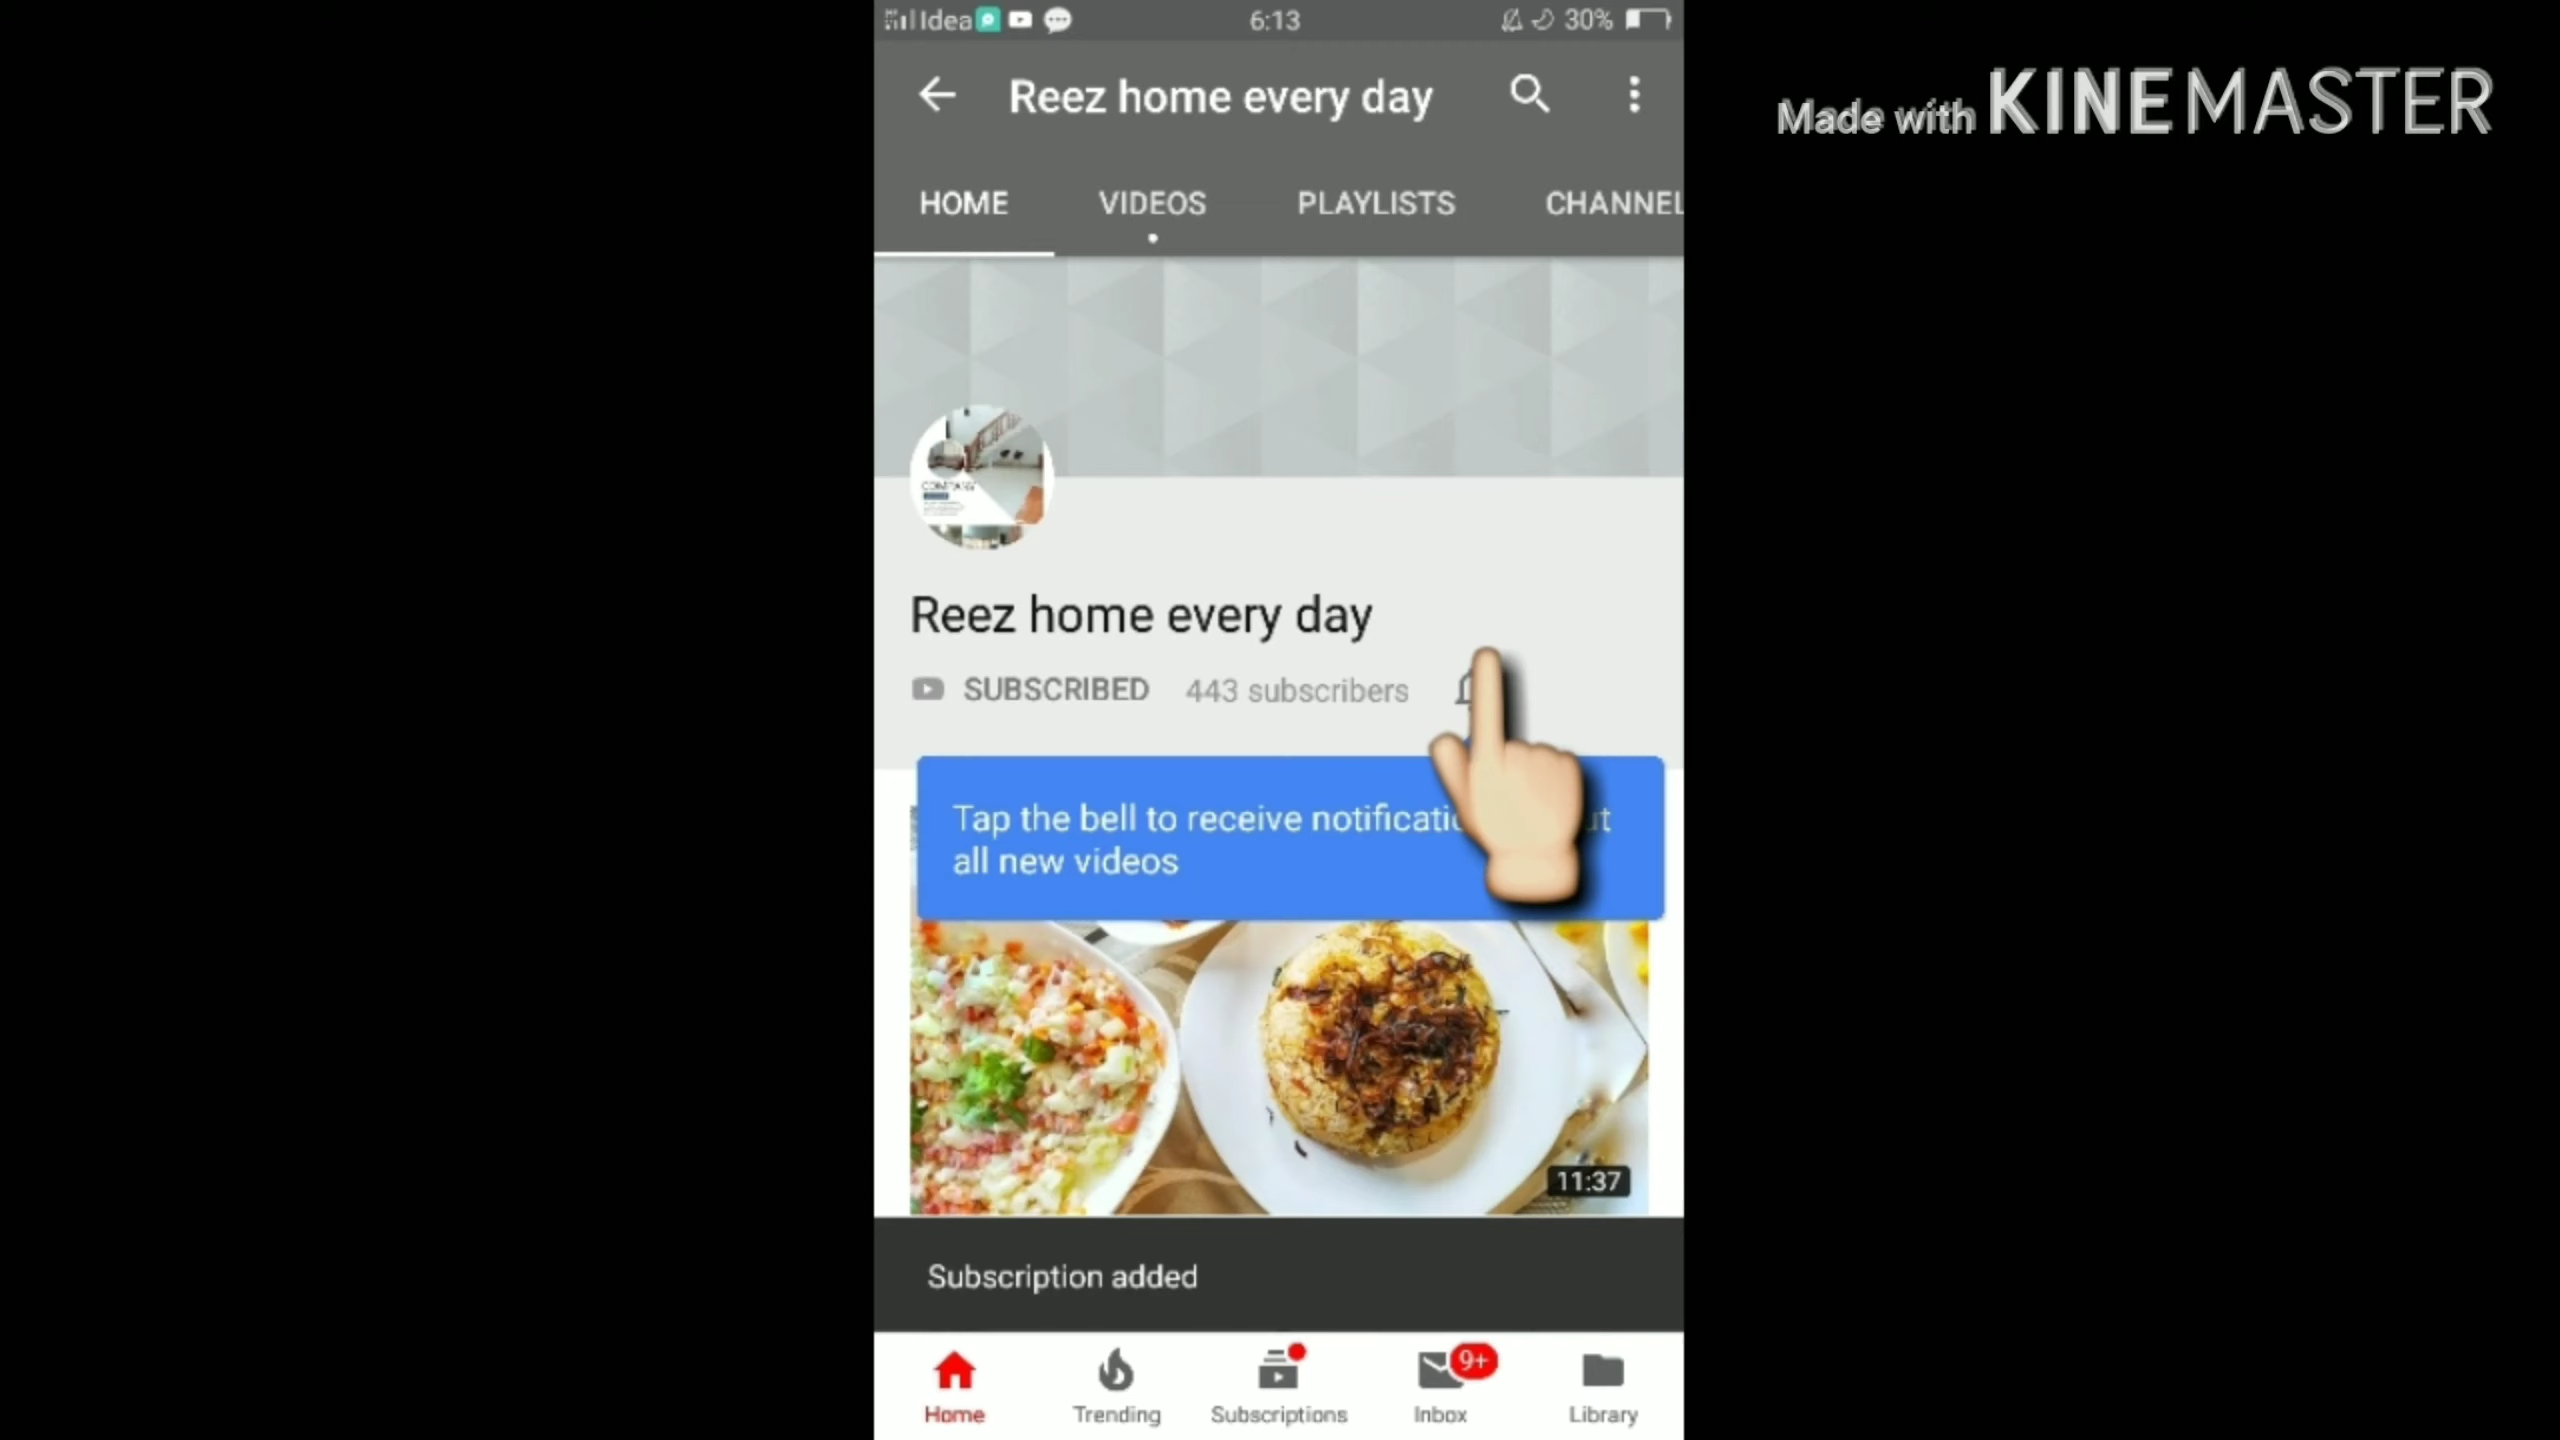 Idea
6:13
30%
Made with KINEMASTER
Reez home every day
HOME VIDEOS PLAYLISTS CHANNEL
COMPANY
Reez home every day
SUBSCRIBED 443 subscribers
Tap the bell to receive
all new videos
11:37
Subscription added
9+
Home Trending Subscriptions Inbox Library